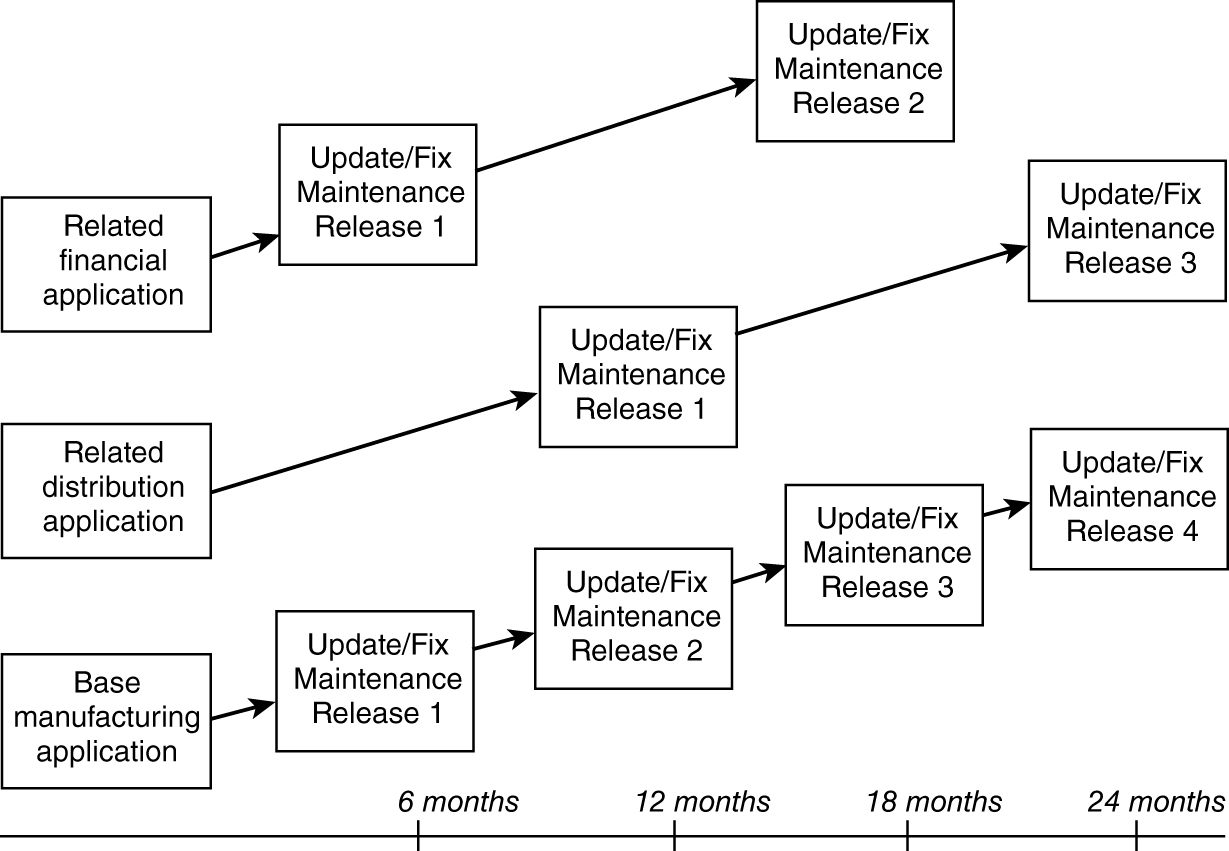 Update/Fix
Maintenance
Release 2
Update/Fix
Maintenance
Release 1
Related
financial
application
Update/Fix
Maintenance
Release 3
Update/Fix
Maintenance
Release 1
Related
distribution
application
Update/Fix
Maintenance
Release 4
Update/Fix
Maintenance
Release 3
Update/Fix
Maintenance
Release 2
Update/Fix
Maintenance
Release 1
Base
manufacturing
application
6 months 12 months 18 months 24 months